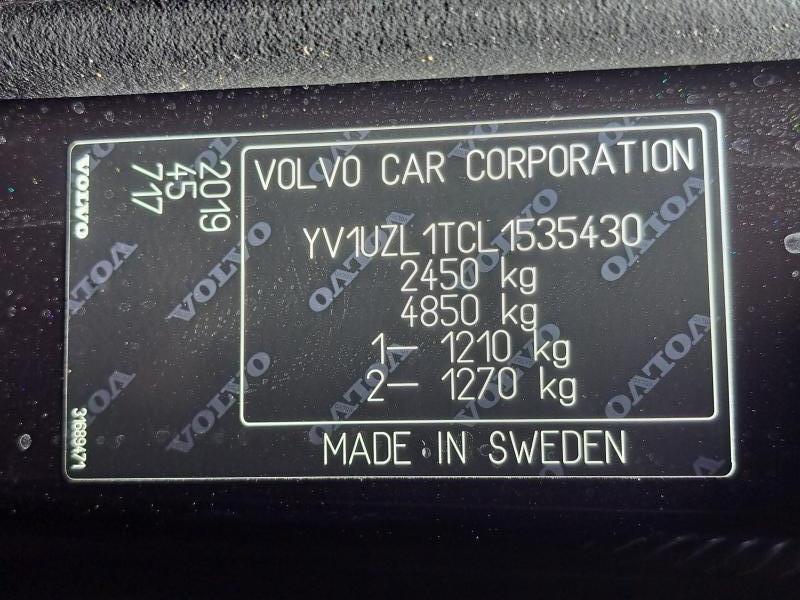 VOLVO
2019
45
717
31689471
VOLVO CAR CORPORATION
YV1UZL1TCL1535430
2450 kg
4850 kg
1– 1210 kg
2– 1270 kg
MADE IN SWEDEN